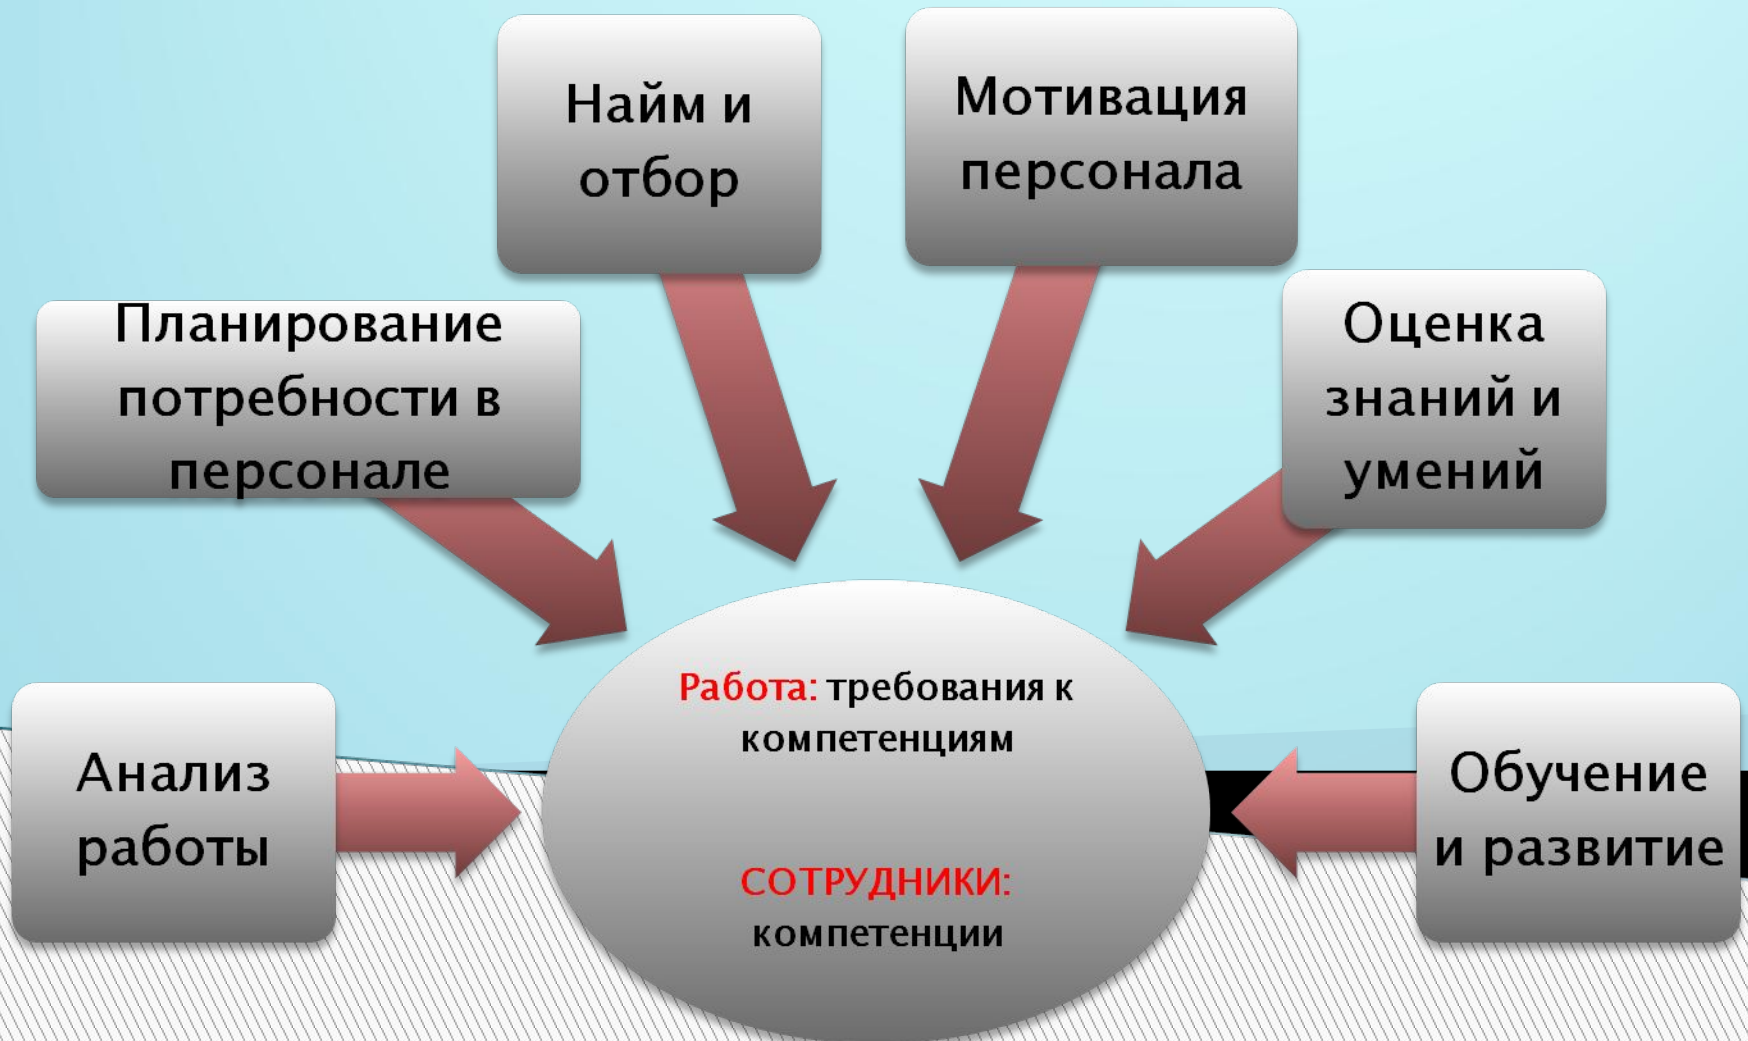 Найм и
отбор
Мотивация
персонала
Планирование
потребности в
персонале
Оценка
знаний и
умений
Анализ
работы
Работа: требования к
компетенциям
СОТРУДНИКИ:
компетенции
Обучение
и развитие